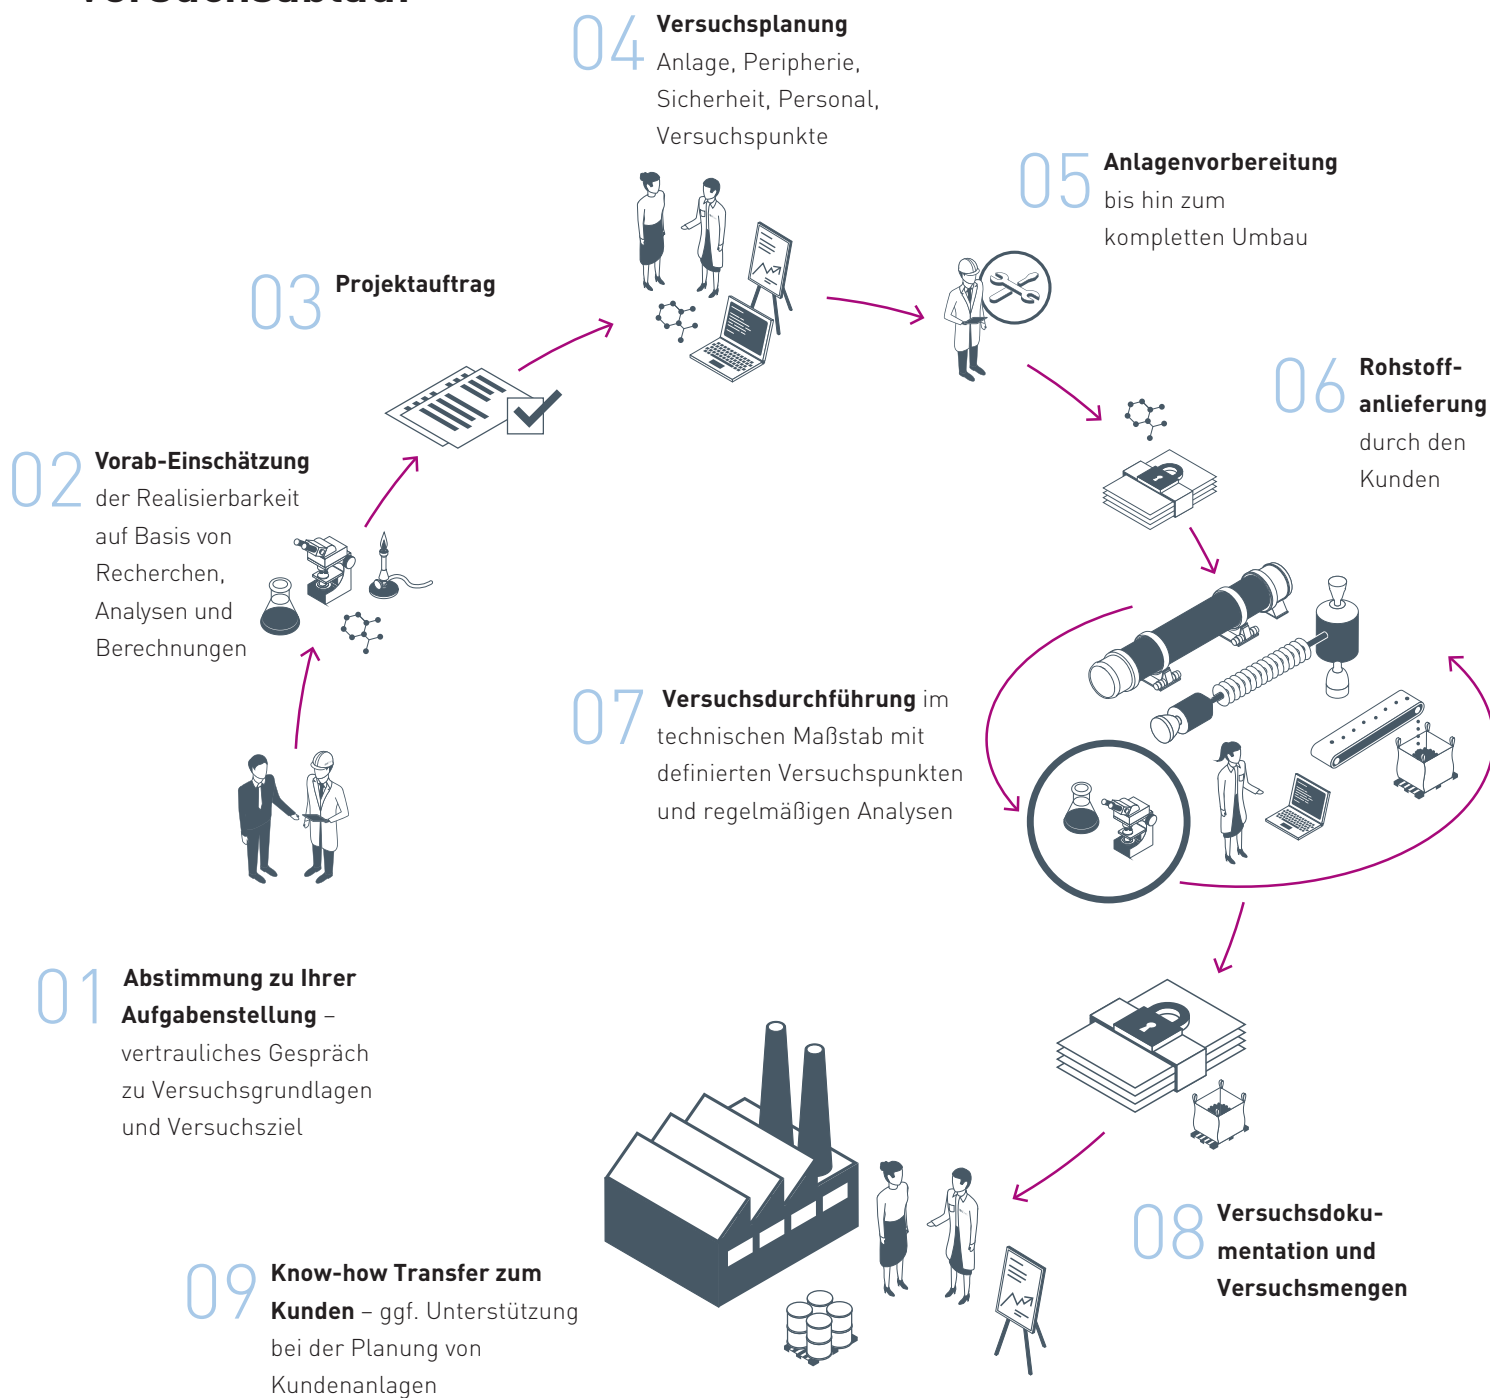 Versuchsablauf
04
Versuchsplanung
Anlage, Peripherie,
Sicherheit, Personal,
Versuchspunkte
05
Anlagenvorbereitung
bis hin zum
kompletten Umbau
03
Projektauftrag
06
Rohstoff-
anlieferung
durch den
Kunden
02
Vorab-Einschätzung
der Realisierbarkeit
auf Basis von
Recherchen,
Analysen und
Berechnungen
07
Versuchsdurchführung im
technischen Maßstab mit
definierten Versuchspunkten
und regelmäßigen Analysen
01
Abstimmung zu Ihrer
Aufgabenstellung –
vertrauliches Gespräch
zu Versuchsgrundlagen
und Versuchsziel
08
Versuchsdoku-
mentation und
Versuchsmengen
09
Know-how Transfer zum
Kunden – ggf. Unterstützung
bei der Planung von
Kundenanlagen